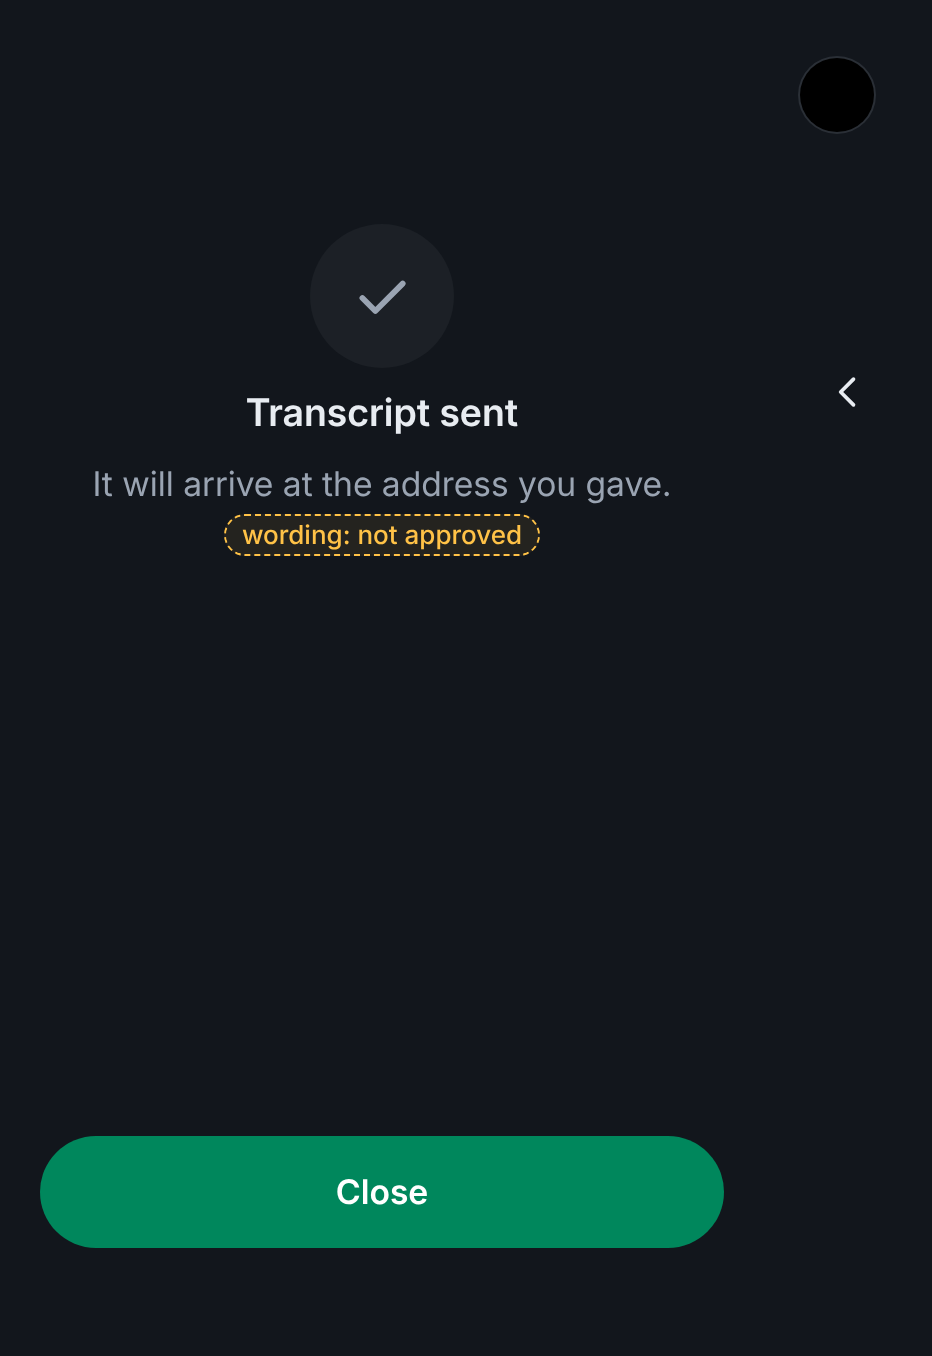 Transcript sent
It will arrive at the address you gave.
wording: not approved
Close